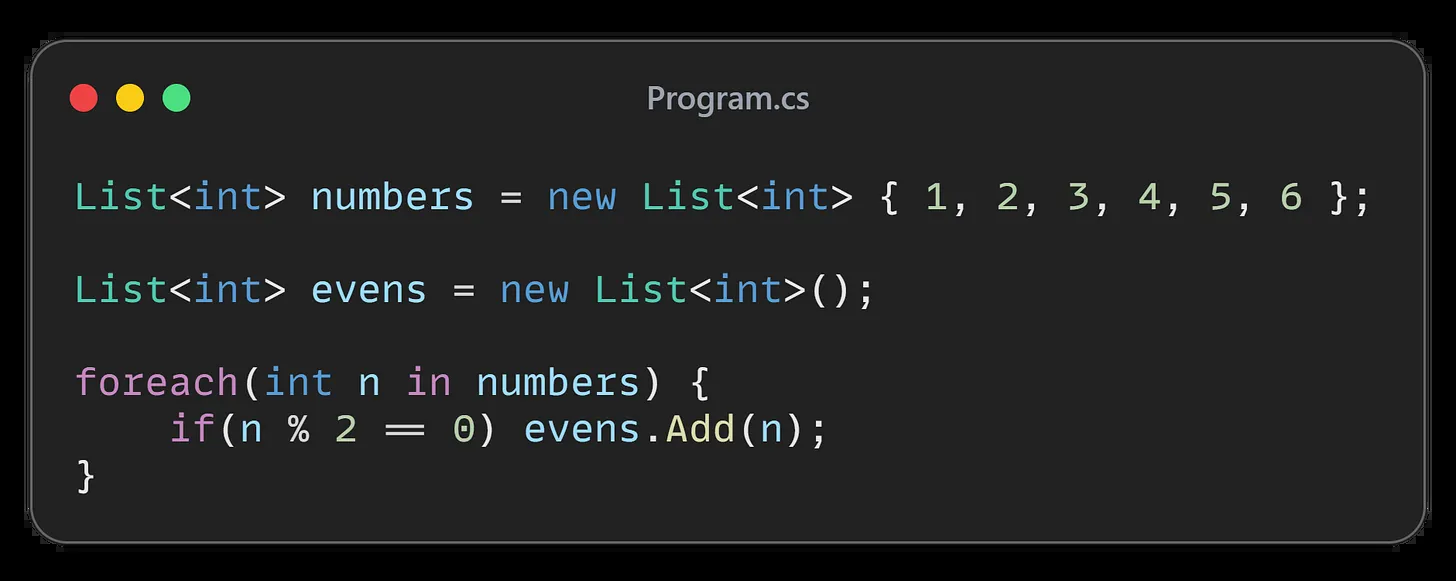 Program.cs
List<int> numbers = new List<int> { 1, 2, 3, 4, 5, 6 };
List<int> evens = new List<int>();
foreach(int n in numbers) {
    if(n % 2 == 0) evens.Add(n);
}